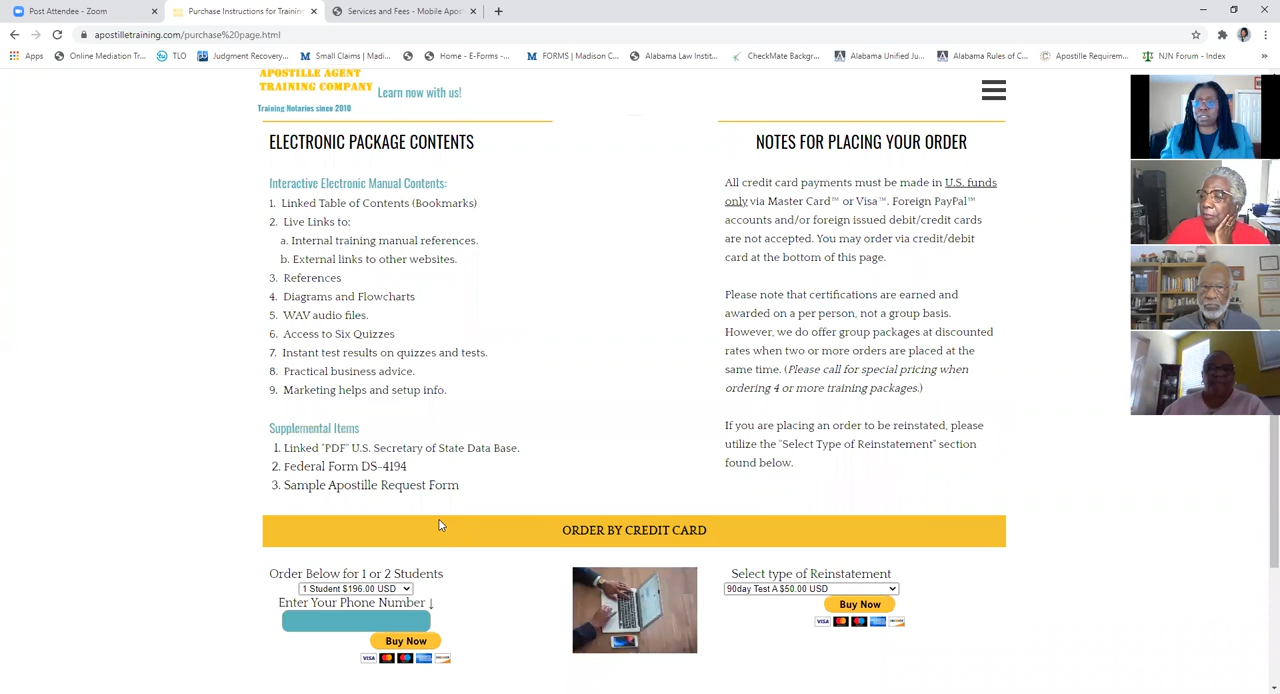 Post Attendee - Zoom
Purchase Instructions for Training
Services and Fees - Mobile Apos
apostilletraining.com/purchase%20page.html
Apps
Online Mediation Tr...
TLO
Judgment Recovery...
Small Claims | Madi...
Home - E-Forms -...
FORMS | Madison C...
Alabama Law Instit...
CheckMate Backgr...
Alabama Unified Ju...
Alabama Rules of C...
Apostille Requirem...
NJN Forum - Index
»
APOSTILLE AGENT
TRAINING COMPANY
Learn now with us!
Training Notaries since 2010
ELECTRONIC PACKAGE CONTENTS
Interactive Electronic Manual Contents:
1. Linked Table of Contents (Bookmarks)
2. Live Links to:
a. Internal training manual references.
b. External links to other websites.
3. References
4. Diagrams and Flowcharts
5. WAV audio files.
6. Access to Six Quizzes
7. Instant test results on quizzes and tests.
8. Practical business advice.
9. Marketing helps and setup info.
Supplemental Items
1. Linked "PDF" U.S. Secretary of State Data Base.
2. Federal Form DS-4194
3. Sample Apostille Request Form
NOTES FOR PLACING YOUR ORDER
All credit card payments must be made in U.S. funds
only via Master Card™ or Visa™. Foreign PayPal™
accounts and/or foreign issued debit/credit cards
are not accepted. You may order via credit/debit
card at the bottom of this page.
Please note that certifications are earned and
awarded on a per person, not a group basis.
However, we do offer group packages at discounted
rates when two or more orders are placed at the
same time. (Please call for special pricing when
ordering 4 or more training packages.)
If you are placing an order to be reinstated, please
utilize the "Select Type of Reinstatement" section
found below.
ORDER BY CREDIT CARD
Order Below for 1 or 2 Students
1 Student $196.00 USD
Enter Your Phone Number ↓
Buy Now
VISA
Select type of Reinstatement
90day Test A $50.00 USD
Buy Now
VISA